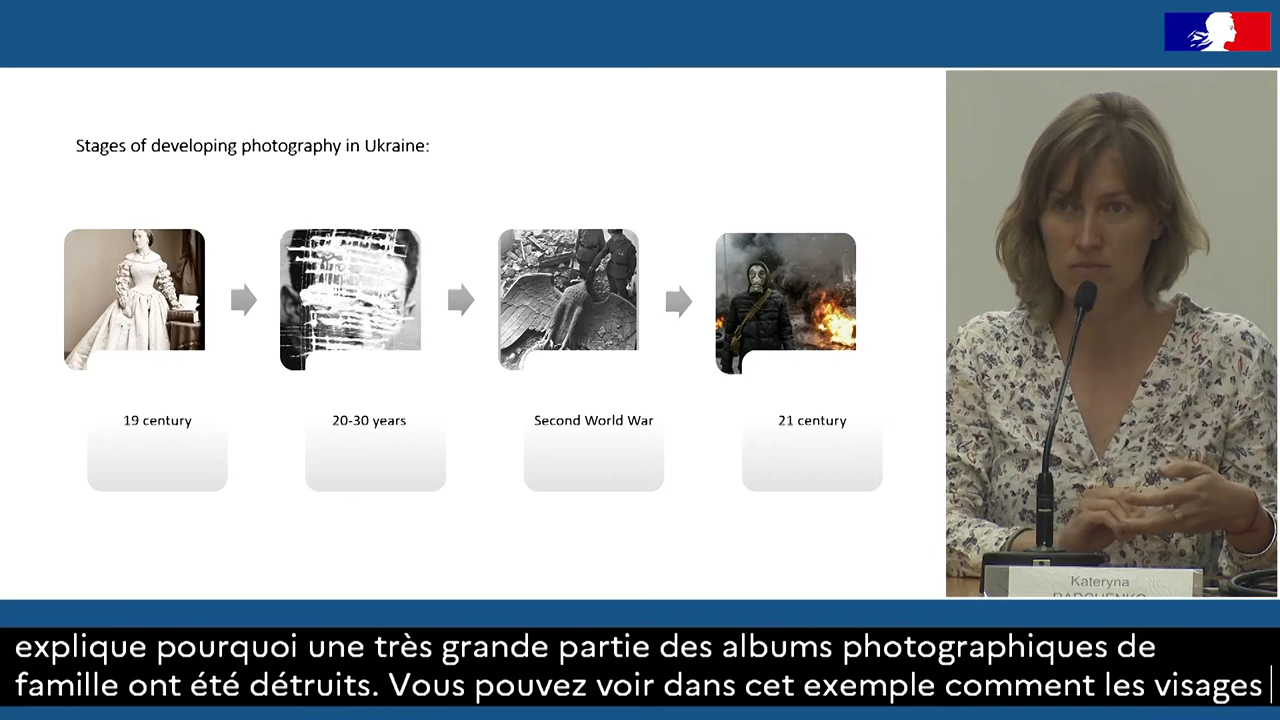 Stages of developing photography in Ukraine:
19 century
20-30 years
Second World War
21 century
Kateryna
RADCHENKO
explique pourquoi une très grande partie des albums photographiques de
famille ont été détruits. Vous pouvez voir dans cet exemple comment les visages